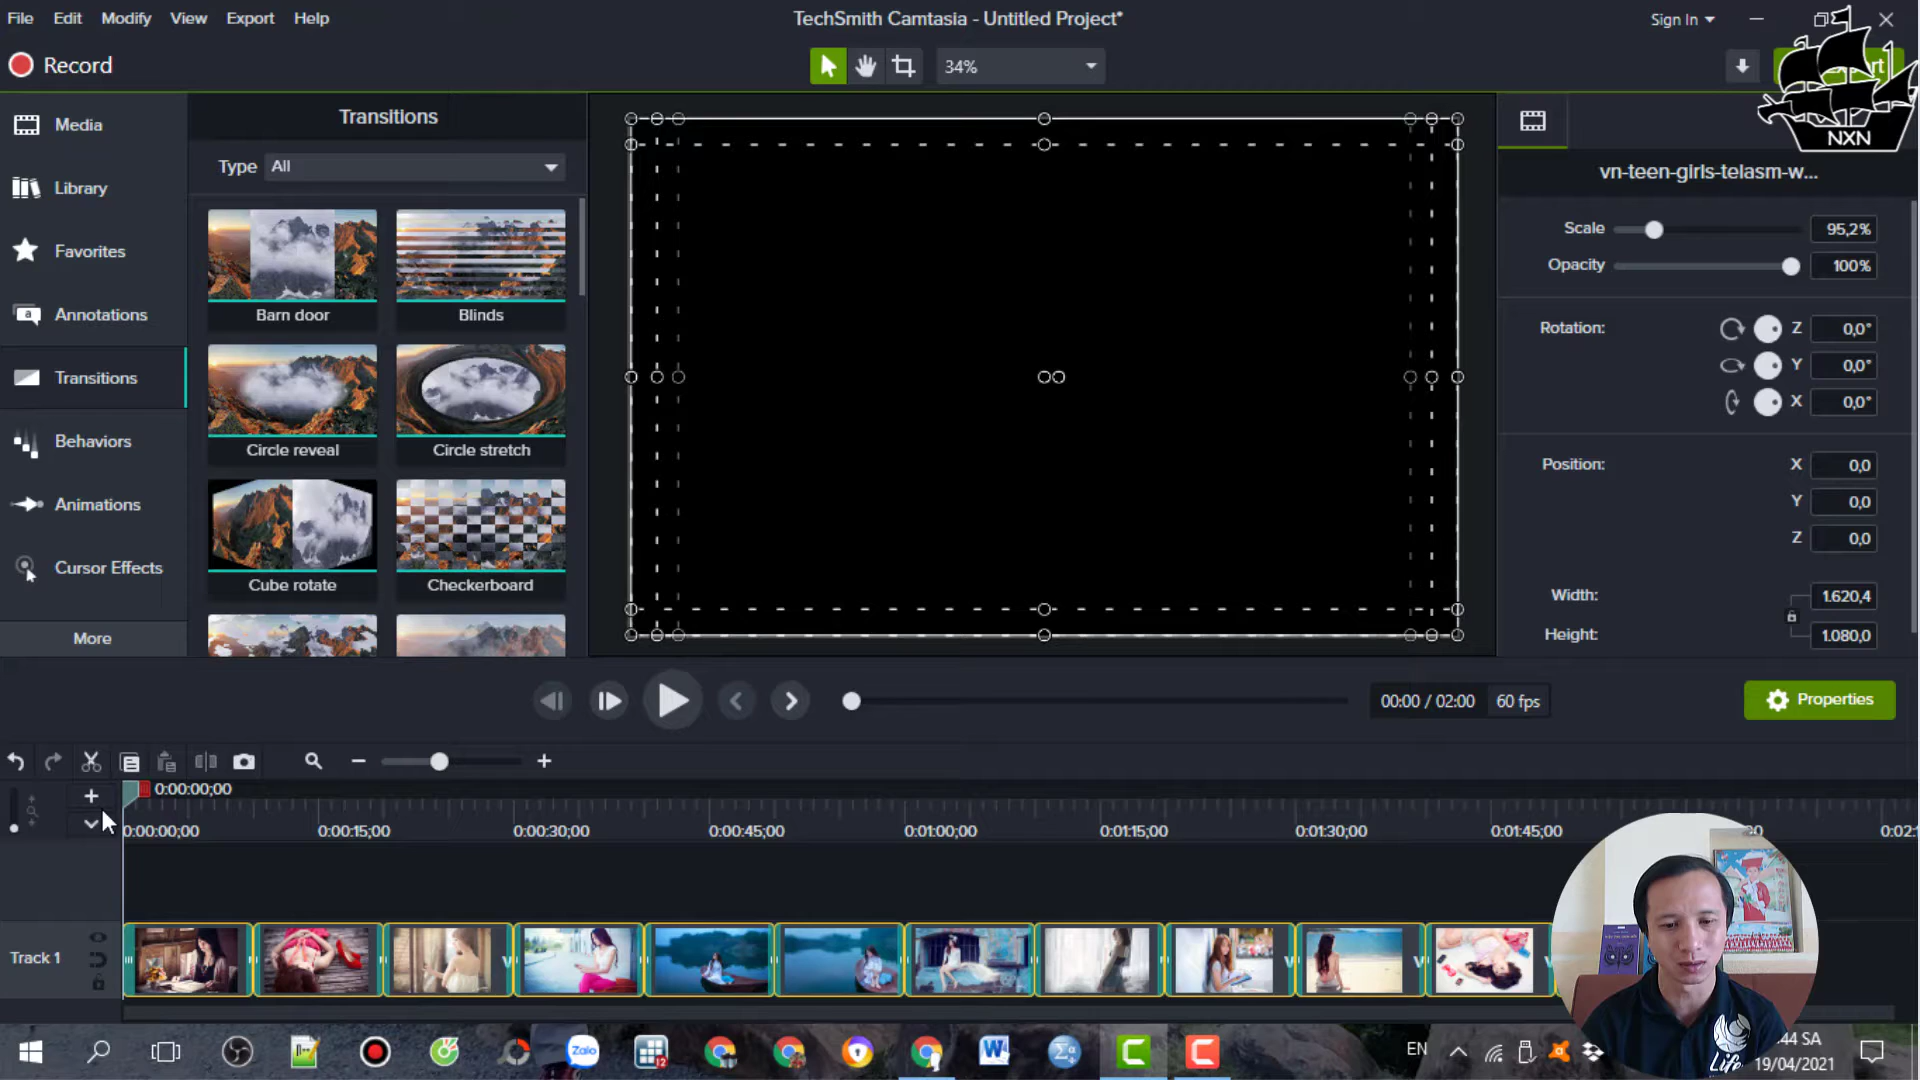 File Edit Modify View Export Help
TechSmith Camtasia - Untitled Project*
Sign In
Record
34%
NXN
Media
Library
Favorites
Annotations
Transitions
Behaviors
Animations
Cursor Effects
More
Transitions
Type All
Barn door Blinds
Circle reveal Circle stretch
Cube rotate Checkerboard
vn-teen-girls-telasm-w...
Scale 95,2%
Opacity 100%
Rotation: Z 0,0°
Y 0,0°
X 0,0°
Position: X 0,0
Y 0,0
Z 0,0
Width: 1.620,4
Height: 1.080,0
00:00 / 02:00 60 fps
Properties
0:00:00;00
0:00:00;00 0:00:15;00 0:00:30;00 0:00:45;00 0:01:00;00 0:01:15;00 0:01:30;00 0:01:45;00
Track 1
Zalo
12
EN
:44 SA
19/04/2021
Life